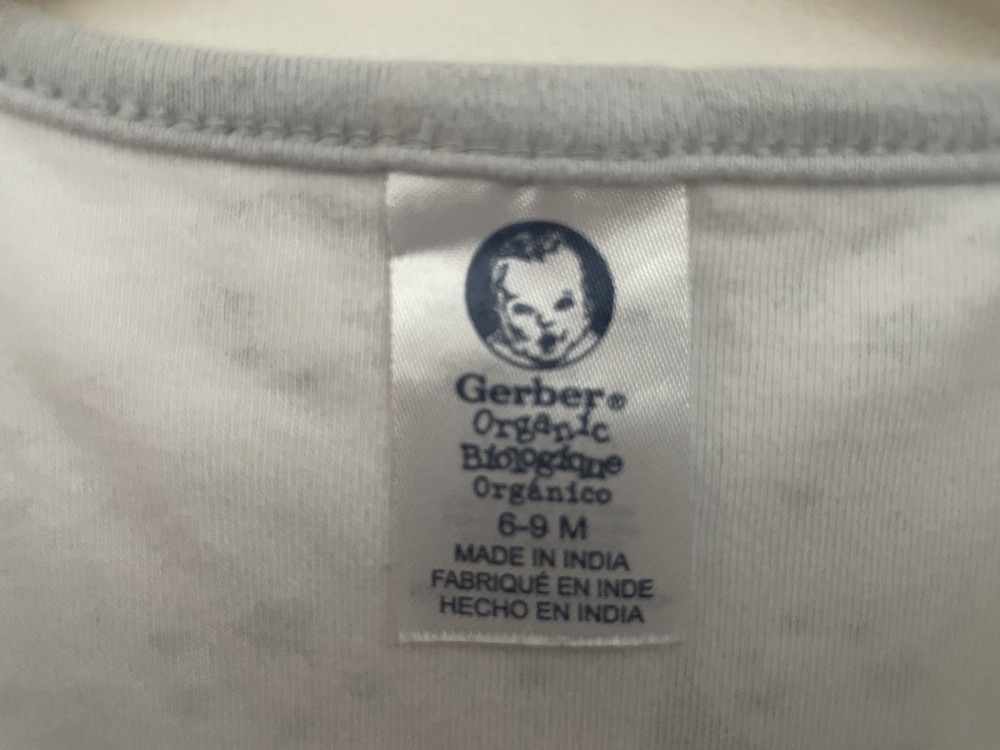 Gerber®
Organic
Biologique
Orgánico
6-9 M
MADE IN INDIA
FABRIQUÉ EN INDE
HECHO EN INDIA